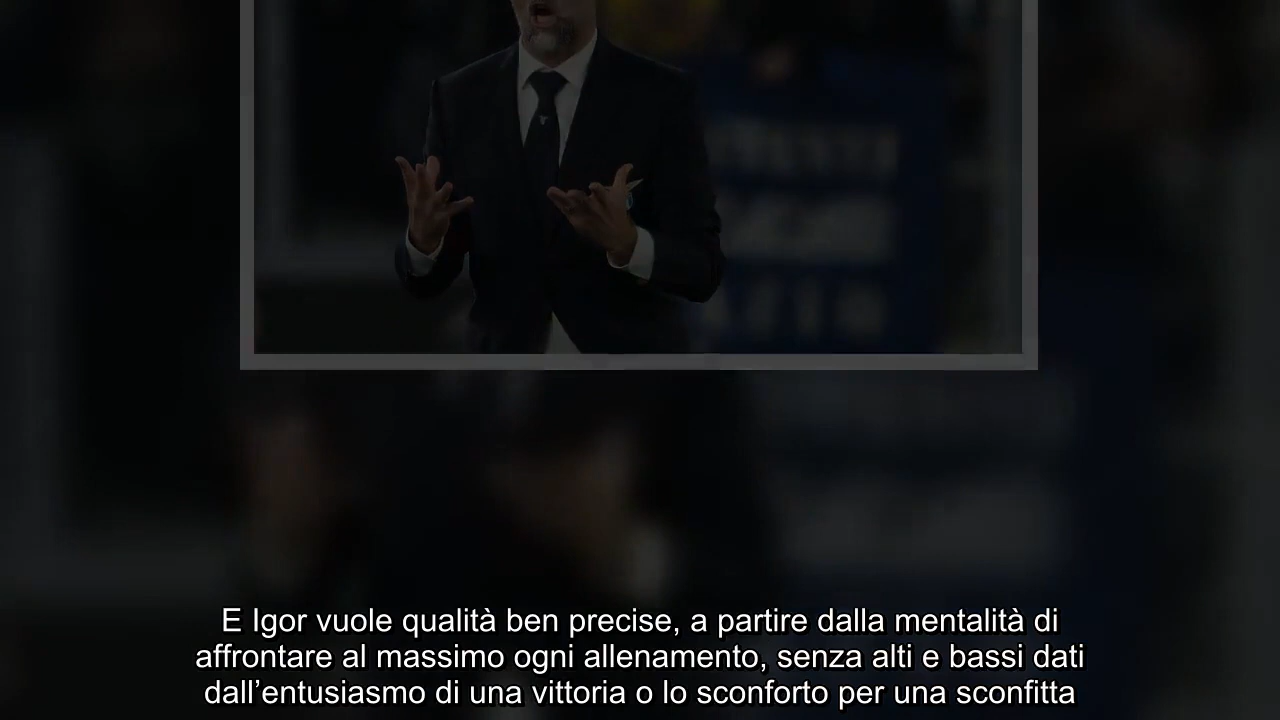 E Igor vuole qualità ben precise, a partire dalla mentalità di
affrontare al massimo ogni allenamento, senza alti e bassi dati
dall’entusiasmo di una vittoria o lo sconforto per una sconfitta